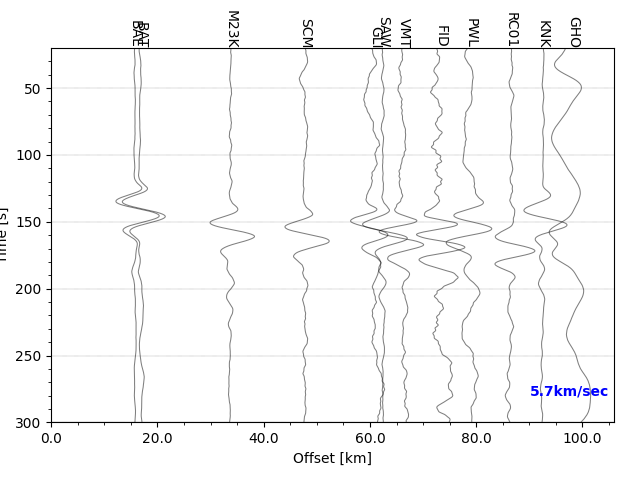 BAE BAT M23K SCM GLI SAW VMT FID PWL RC01 KNK GHO
Time [s]
50
100
150
200
250
300
5.7km/sec
0.0 20.0 40.0 60.0 80.0 100.0
Offset [km]